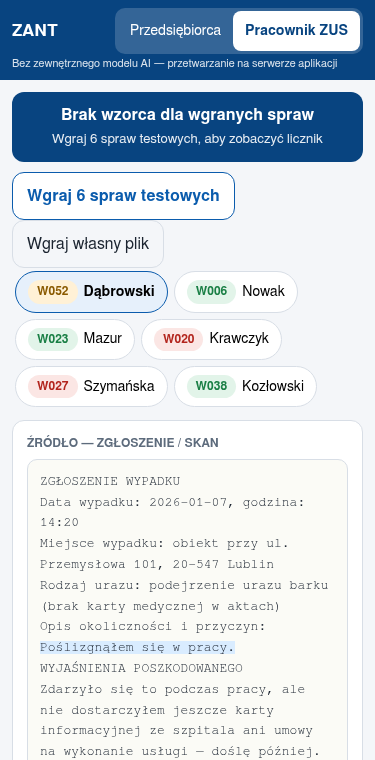 ZANT
Przedsiębiorca
Pracownik ZUS
Bez zewnętrznego modelu AI — przetwarzanie na serwerze aplikacji
Brak wzorca dla wgranych spraw
Wgraj 6 spraw testowych, aby zobaczyć licznik
Wgraj 6 spraw testowych
Wgraj własny plik
W052 Dąbrowski
W006 Nowak
W023 Mazur
W020 Krawczyk
W027 Szymańska
W038 Kozłowski
ŹRÓDŁO — ZGŁOSZENIE / SKAN
ZGŁOSZENIE WYPADKU
Data wypadku: 2026-01-07, godzina:
14:20
Miejsce wypadku: obiekt przy ul.
Przemysłowa 101, 20-547 Lublin
Rodzaj urazu: podejrzenie urazu barku
(brak karty medycznej w aktach)
Opis okoliczności i przyczyn:
Poślizgnąłem się w pracy.
WYJAŚNIENIA POSZKODOWANEGO
Zdarzyło się to podczas pracy, ale
nie dostarczyłem jeszcze karty
informacyjnej ze szpitala ani umowy
na wykonanie usługi — doślę później.